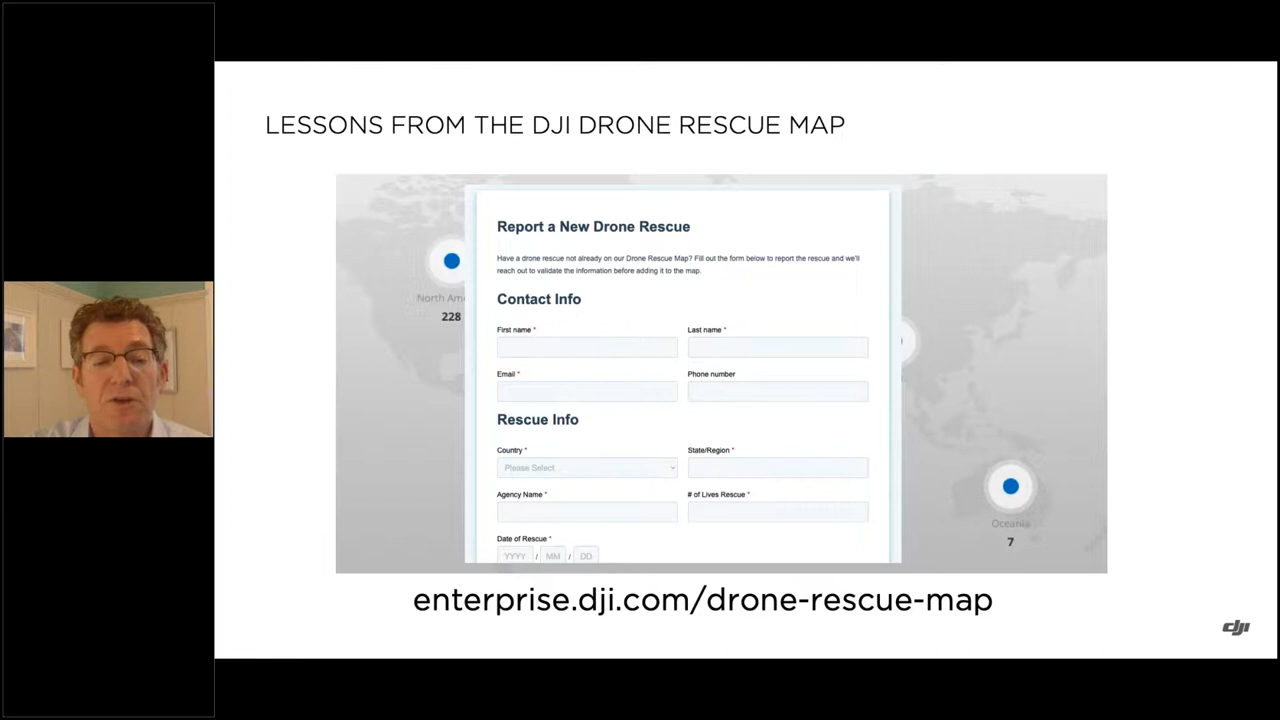 LESSONS FROM THE DJI DRONE RESCUE MAP
Report a New Drone Rescue
Have a drone rescue not already on our Drone Rescue Map? Fill out the form below to report the rescue and we'll
reach out to validate the information before adding it to the map.
Contact Info
First name * Last name *
Email * Phone number
Rescue Info
Country * State/Region *
Please Select
Agency Name * # of Lives Rescue *
Date of Rescue *
YYYY / MM / DD
North Am
228
Oceania
7
enterprise.dji.com/drone-rescue-map
dji